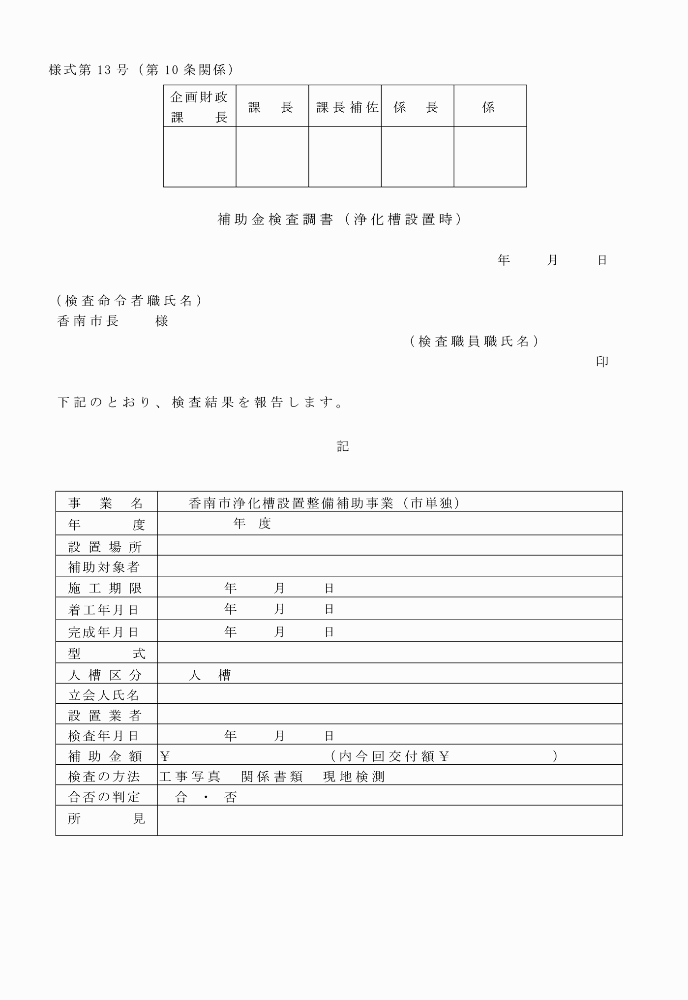 様式第 13 号（第 10 条関係）
企画財政
課　　長
課　長
課長補佐
係　長
係
補助金検査調書（浄化槽設置時）
年　　月　　日
（検査命令者職氏名）
香南市長　　様
（検査職員職氏名）
印
下記のとおり、検査結果を報告します。
記
事　業　名　　香南市浄化槽設置整備補助事業（市単独）
年　　　度　　　　年　度
設 置 場 所
補助対象者
施 工 期 限　　　　年　　月　　日
着工年月日　　　　年　　月　　日
完成年月日　　　　年　　月　　日
型　　　式
人 槽 区 分　　人　槽
立会人氏名
設 置 業 者
検査年月日　　　　年　　月　　日
補 助 金 額　￥　　　　　　　　（内今回交付額￥　　　　　　）
検査の方法　工事写真　関係書類　現地検測
合否の判定　合　・　否
所　　　見